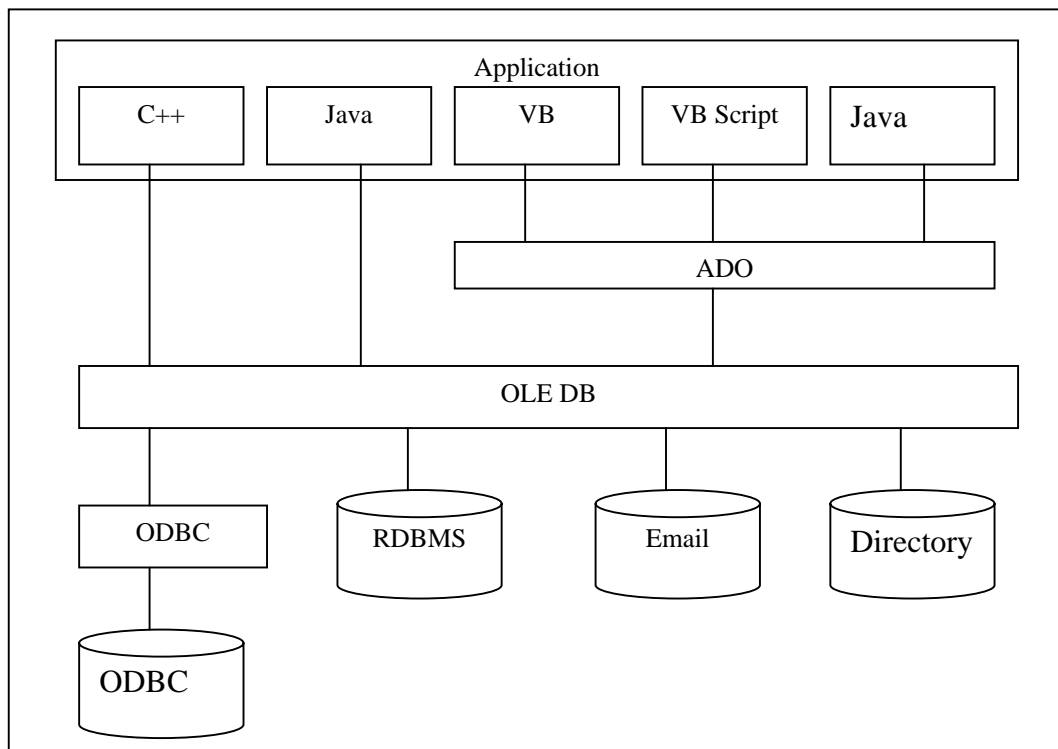 Application
C++
Java
VB
VB Script
Java
ADO
OLE DB
ODBC
RDBMS
Email
Directory
ODBC